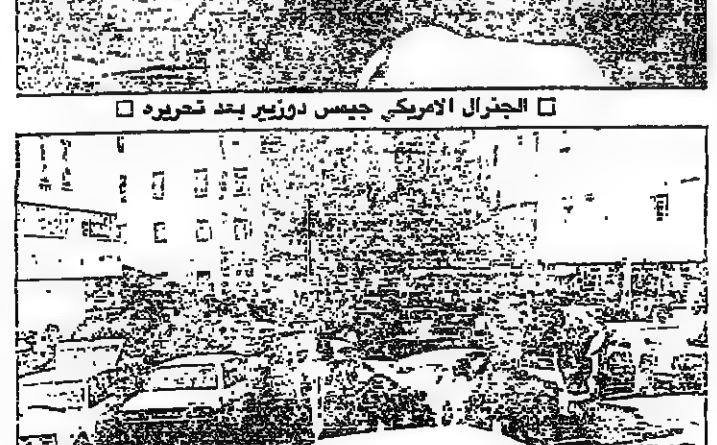 □ الجنرال الامريكي جيمس دوزير بعد تحريره □